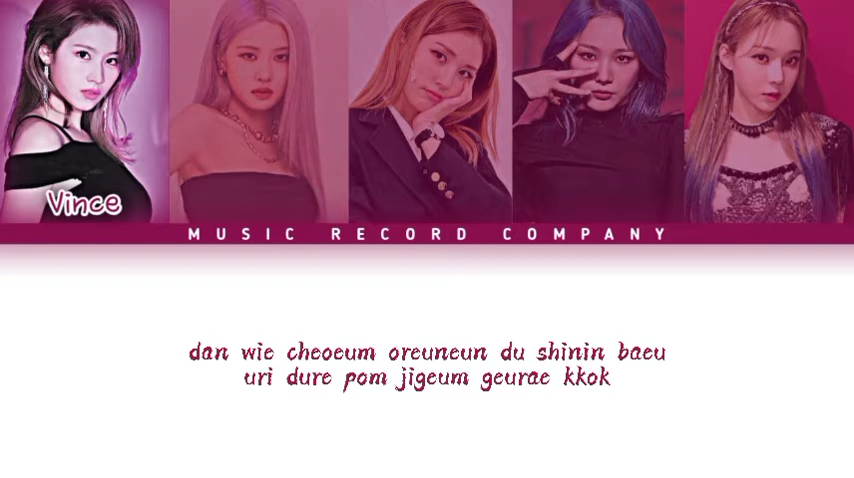 Vince
MUSIC RECORD COMPANY
dan wie cheoeum oreuneun du shinin baeu
uri dure pom jigeum geurae kkok